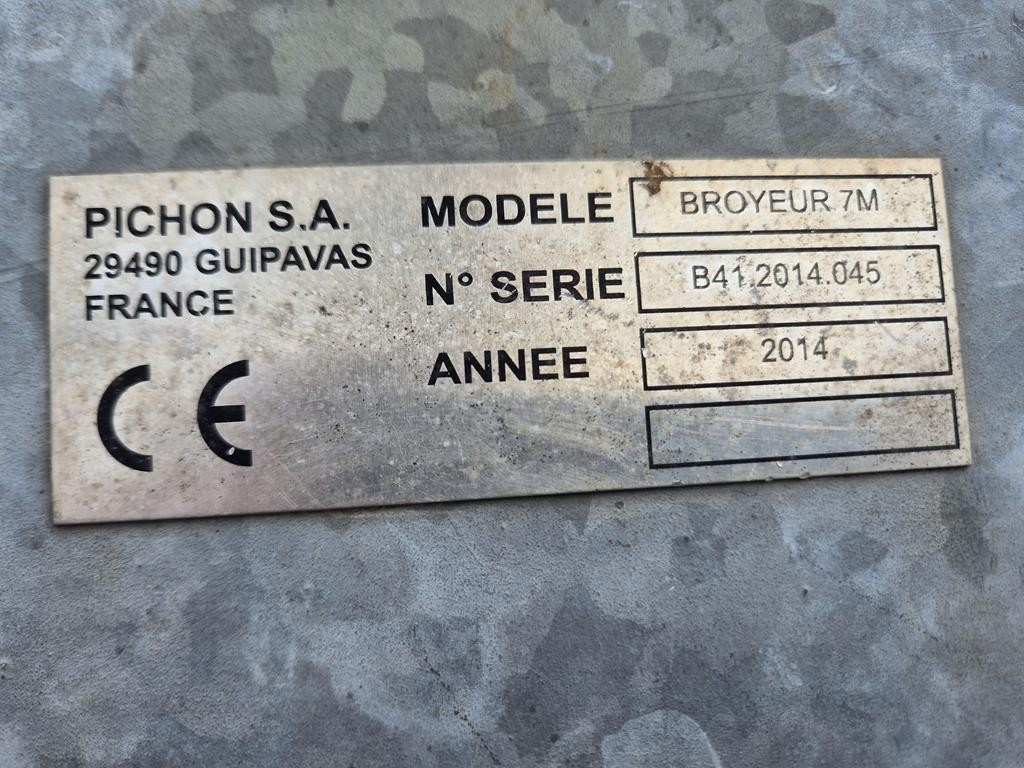 PICHON S.A.
29490 GUIPAVAS
FRANCE
CE
MODELE BROYEUR 7M
N° SERIE B41.2014.045
ANNEE 2014